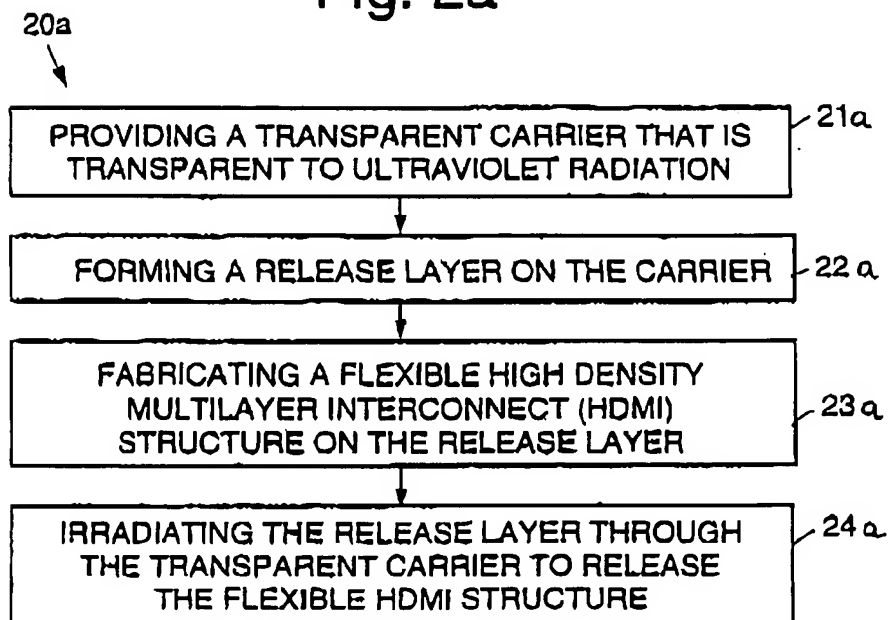 Fig. 2a
20a
PROVIDING A TRANSPARENT CARRIER THAT IS
TRANSPARENT TO ULTRAVIOLET RADIATION
21a
FORMING A RELEASE LAYER ON THE CARRIER
22a
FABRICATING A FLEXIBLE HIGH DENSITY
MULTILAYER INTERCONNECT (HDMI)
STRUCTURE ON THE RELEASE LAYER
23a
IRRADIATING THE RELEASE LAYER THROUGH
THE TRANSPARENT CARRIER TO RELEASE
THE FLEXIBLE HDMI STRUCTURE
24a